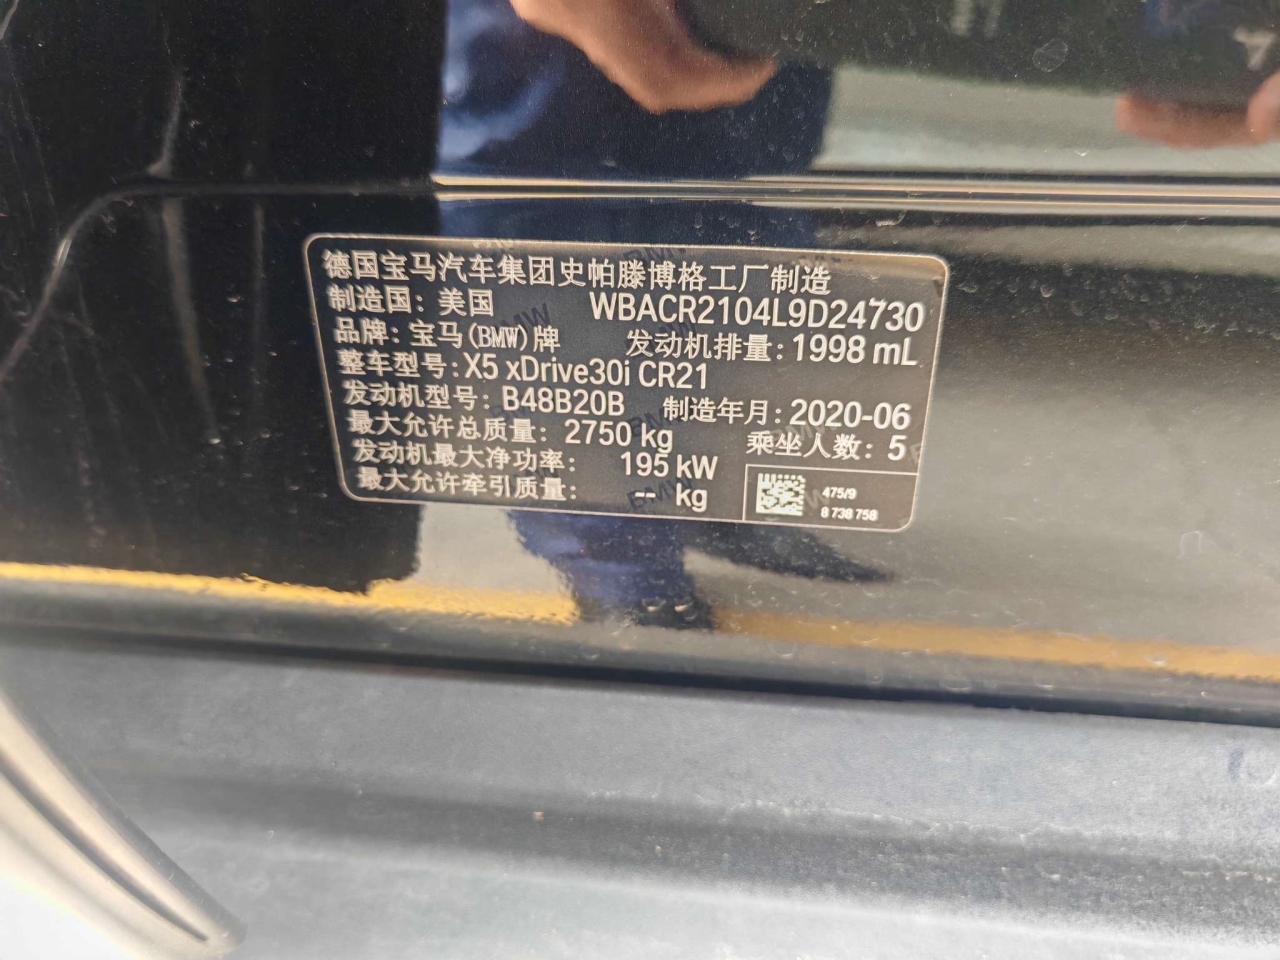 德国宝马汽车集团史帕滕博格工厂制造
制造国：美国 WBACR2104L9D24730
品牌：宝马(BMW)牌 发动机排量：1998 mL
整车型号：X5 xDrive30i CR21
发动机型号：B48B20B 制造年月：2020-06
最大允许总质量：2750 kg 乘坐人数：5
发动机最大净功率：195 kW
最大允许牵引质量：-- kg
475/9
8 738 758